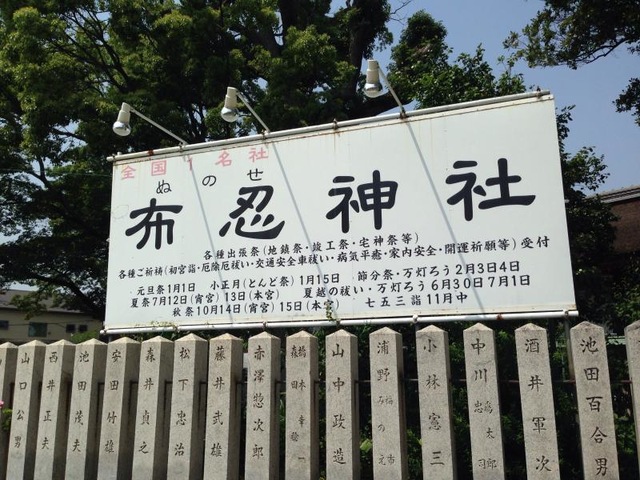 全国1名社
ぬのせ
布忍神社
各種出張祭（地鎮祭・竣工祭・宅神祭等）
各種ご祈祷（初宮詣・厄除厄祓い・交通安全車祓い・病気平癒・家内安全・開運祈願等）受付
元旦祭1月1日 小正月（とんど祭）1月15日 節分祭・万灯ろう2月3日4日
夏祭7月12日（宵宮）13日（本宮） 夏越の祓い・万灯ろう6月30日7月1日
秋祭10月14日（宵宮）15日（本宮） 七五三詣11月中
山口公男
西井正夫
池田茂夫
安田竹雄
森井貞之
松下忠治
藤井武雄
赤澤惣次郎
山中政造
小林憲三
酒井軍次
池田百合男